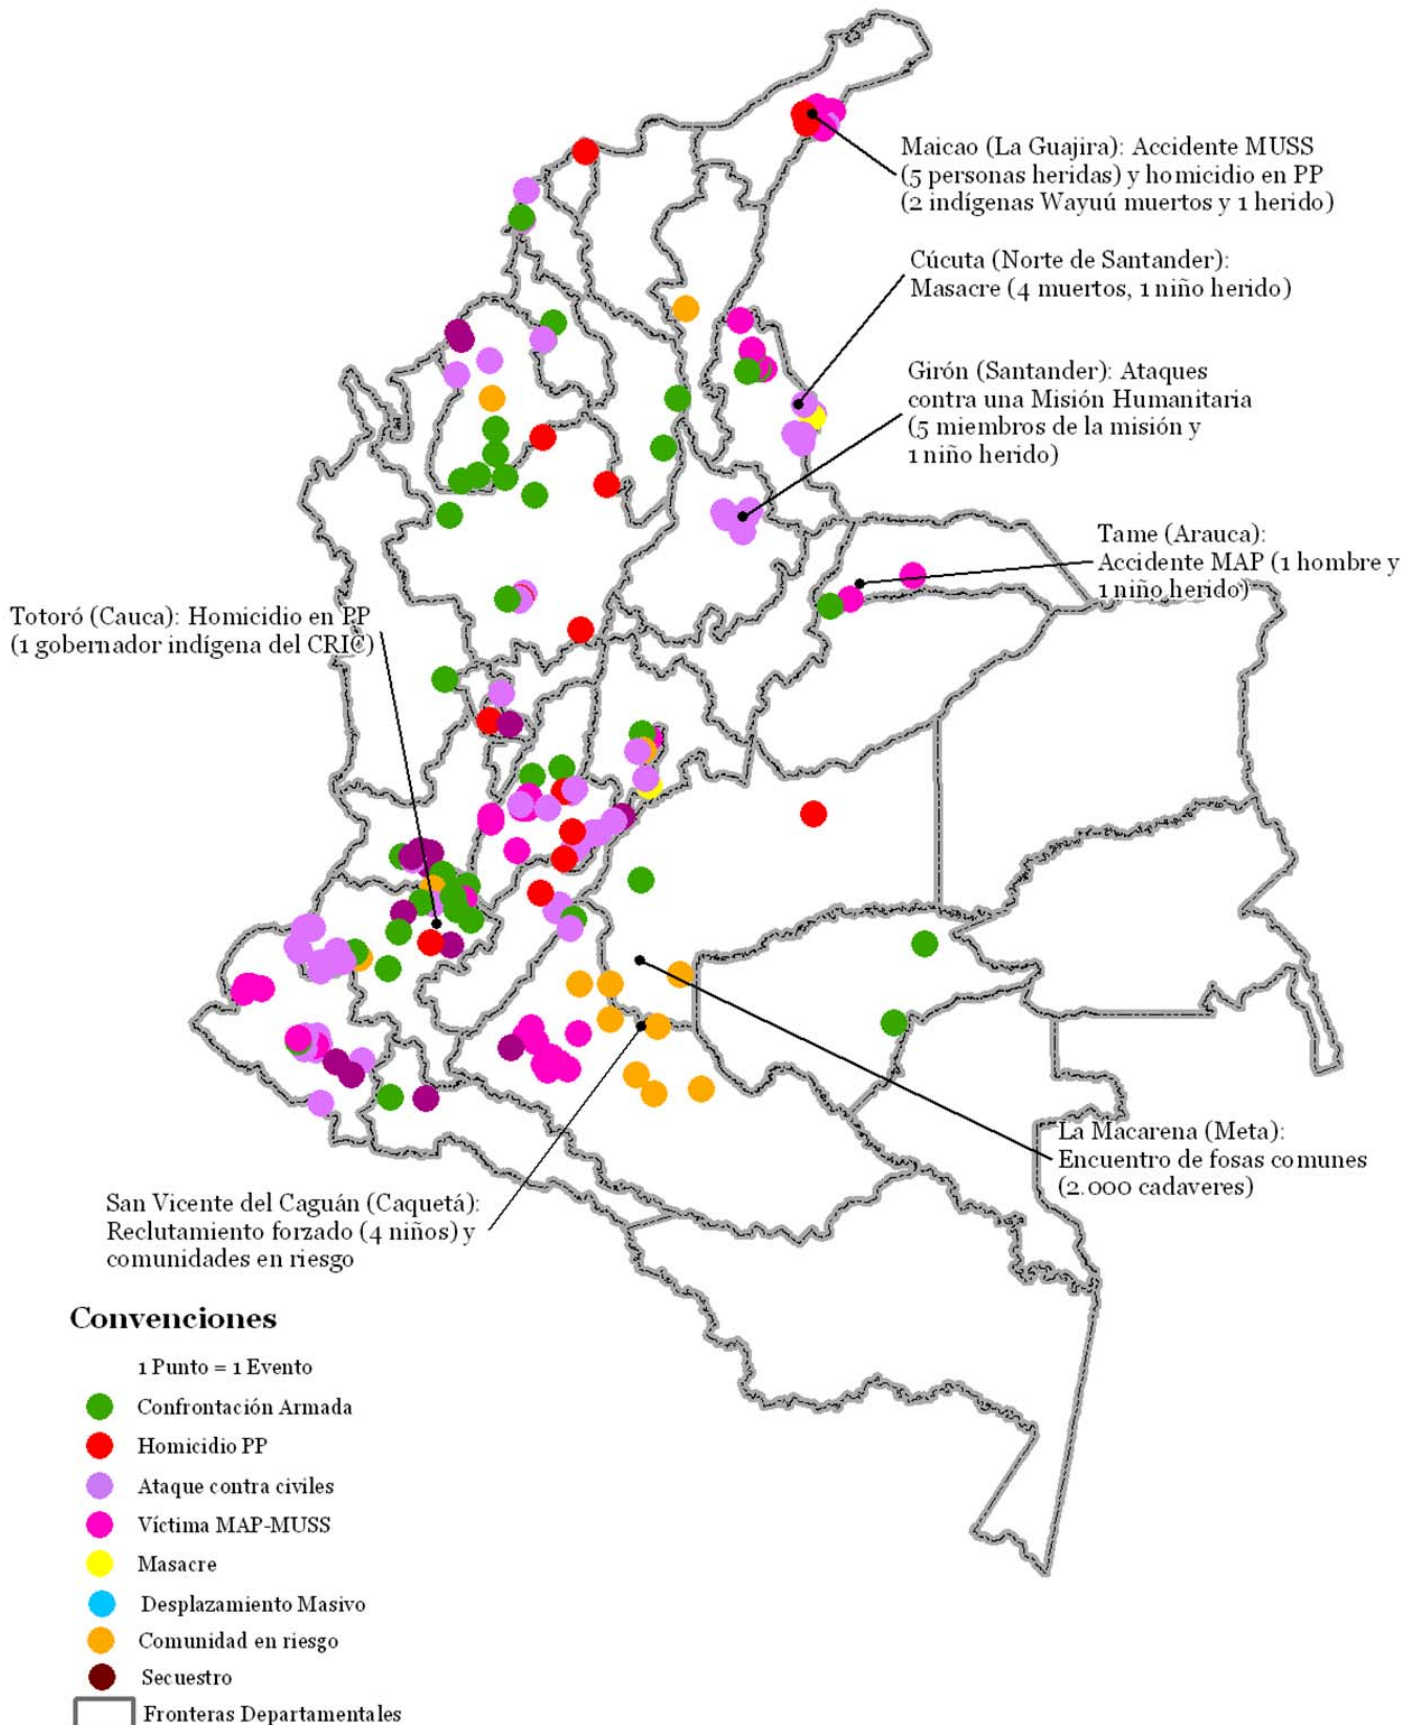 Maicao (La Guajira): Accidente MUSS
(5 personas heridas) y homicidio en PP
(2 indígenas Wayuú muertos y 1 herido)
Cúcuta (Norte de Santander):
Masacre (4 muertos, 1 niño herido)
Girón (Santander): Ataques
contra una Misión Humanitaria
(5 miembros de la misión y
1 niño herido)
Tame (Arauca):
Accidente MAP (1 hombre y
1 niño herido)
Totoró (Cauca): Homicidio en PP
(1 gobernador indígena del CRIC)
La Macarena (Meta):
Encuentro de fosas comunes
(2.000 cadaveres)
San Vicente del Caguán (Caquetá):
Reclutamiento forzado (4 niños) y
comunidades en riesgo
Convenciones
1 Punto = 1 Evento
Confrontación Armada
Homicidio PP
Ataque contra civiles
Víctima MAP-MUSS
Masacre
Desplazamiento Masivo
Comunidad en riesgo
Secuestro
Fronteras Departamentales